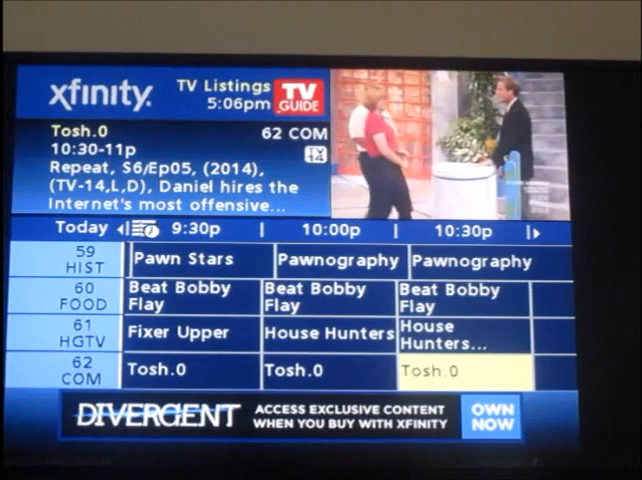 xfinity.
TV Listings
5:06pm
TV
GUIDE
Tosh.0
62 COM
10:30-11p
TV
14
Repeat, S6/Ep05, (2014),
(TV-14,L,D), Daniel hires the
Internet's most offensive...
Today 9:30p | 10:00p | 10:30p
59
HIST
Pawn Stars
Pawnography
Pawnography
60
FOOD
Beat Bobby
Flay
Beat Bobby
Flay
Beat Bobby
Flay
61
HGTV
Fixer Upper
House Hunters
House
Hunters...
62
COM
Tosh.0
Tosh.0
Tosh.0
DIVERGENT
ACCESS EXCLUSIVE CONTENT
WHEN YOU BUY WITH XFINITY
OWN
NOW